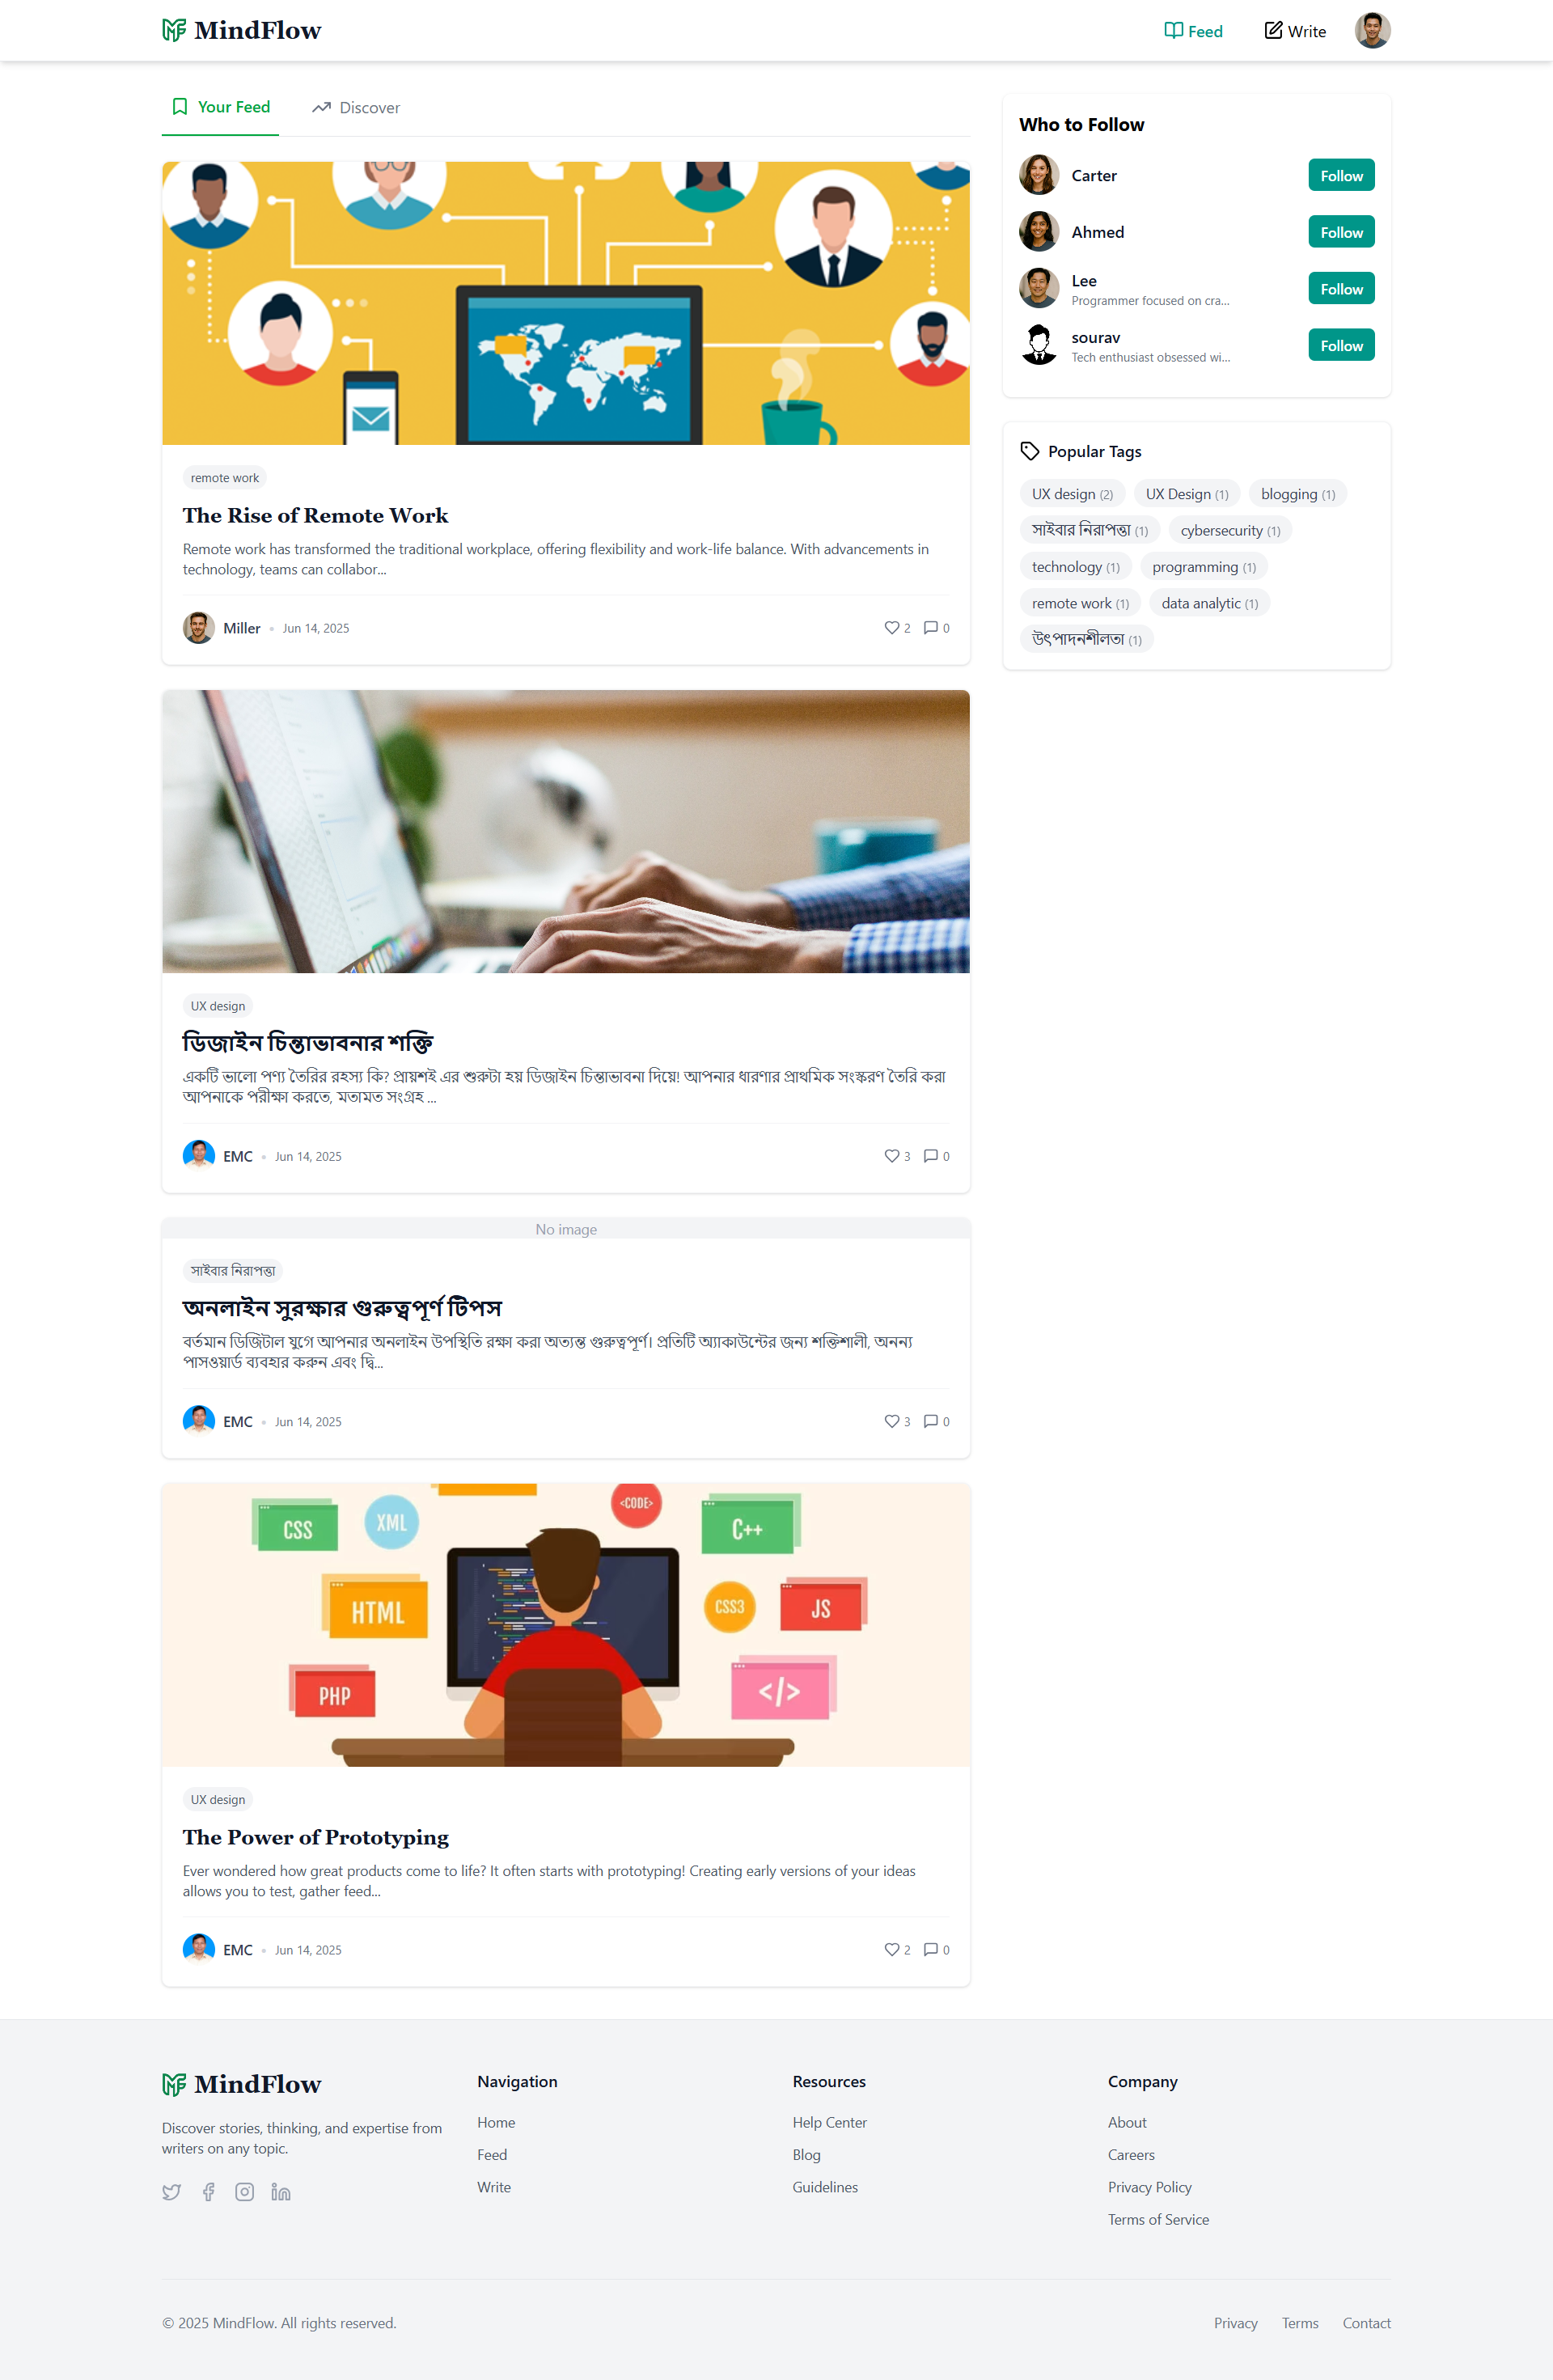 MindFlow
Feed
Write
Your Feed
Discover
remote work
The Rise of Remote Work
Remote work has transformed the traditional workplace, offering flexibility and work-life balance. With advancements in
technology, teams can collabor...
Miller • Jun 14, 2025
2
0
UX design
ডিজাইন চিন্তাভাবনার শক্তি
একটি ভালো পণ্য তৈরির রহস্য কি? প্রায়শই এর শুরুটা হয় ডিজাইন চিন্তাভাবনা দিয়ে! আপনার ধারণার প্রাথমিক সংস্করণ তৈরি করা
আপনাকে পরীক্ষা করতে, মতামত সংগ্রহ ...
EMC • Jun 14, 2025
3
0
No image
সাইবার নিরাপত্তা
অনলাইন সুরক্ষার গুরুত্বপূর্ণ টিপস
বর্তমান ডিজিটাল যুগে আপনার অনলাইন উপস্থিতি রক্ষা করা অত্যন্ত গুরুত্বপূর্ণ। প্রতিটি অ্যাকাউন্টের জন্য শক্তিশালী, অনন্য
পাসওয়ার্ড ব্যবহার করুন এবং দ্বি...
EMC • Jun 14, 2025
3
0
CSS
XML
<CODE>
C++
HTML
CSS3
JS
PHP
</>
UX design
The Power of Prototyping
Ever wondered how great products come to life? It often starts with prototyping! Creating early versions of your ideas
allows you to test, gather feed...
EMC • Jun 14, 2025
2
0
Who to Follow
Carter
Follow
Ahmed
Follow
Lee
Programmer focused on cra...
Follow
sourav
Tech enthusiast obsessed wi...
Follow
Popular Tags
UX design (2)
UX Design (1)
blogging (1)
সাইবার নিরাপত্তা (1)
cybersecurity (1)
technology (1)
programming (1)
remote work (1)
data analytic (1)
উৎপাদনশীলতা (1)
MindFlow
Discover stories, thinking, and expertise from
writers on any topic.
Navigation
Home
Feed
Write
Resources
Help Center
Blog
Guidelines
Company
About
Careers
Privacy Policy
Terms of Service
© 2025 MindFlow. All rights reserved.
Privacy
Terms
Contact